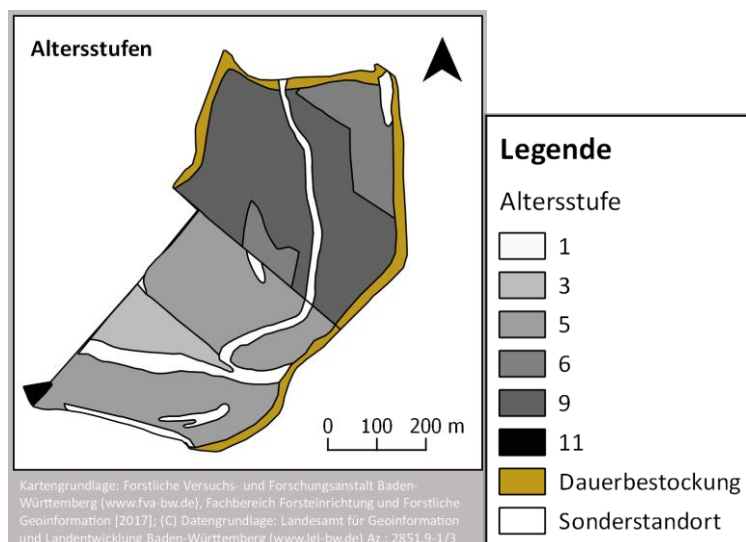 Altersstufen
0 100 200 m
Kartengrundlage: Forstliche Versuchs- und Forschungsanstalt Baden-
Württemberg (www.fva-bw.de), Fachbereich Forsteinrichtung und Forstliche
Geoinformation [2017]; (C) Datengrundlage: Landesamt für Geoinformation
und Landentwicklung Baden-Württemberg (www.lgl-bw.de) Az.: 2851.9-1/3
Legende
Altersstufe
1
3
5
6
9
11
Dauerbestockung
Sonderstandort